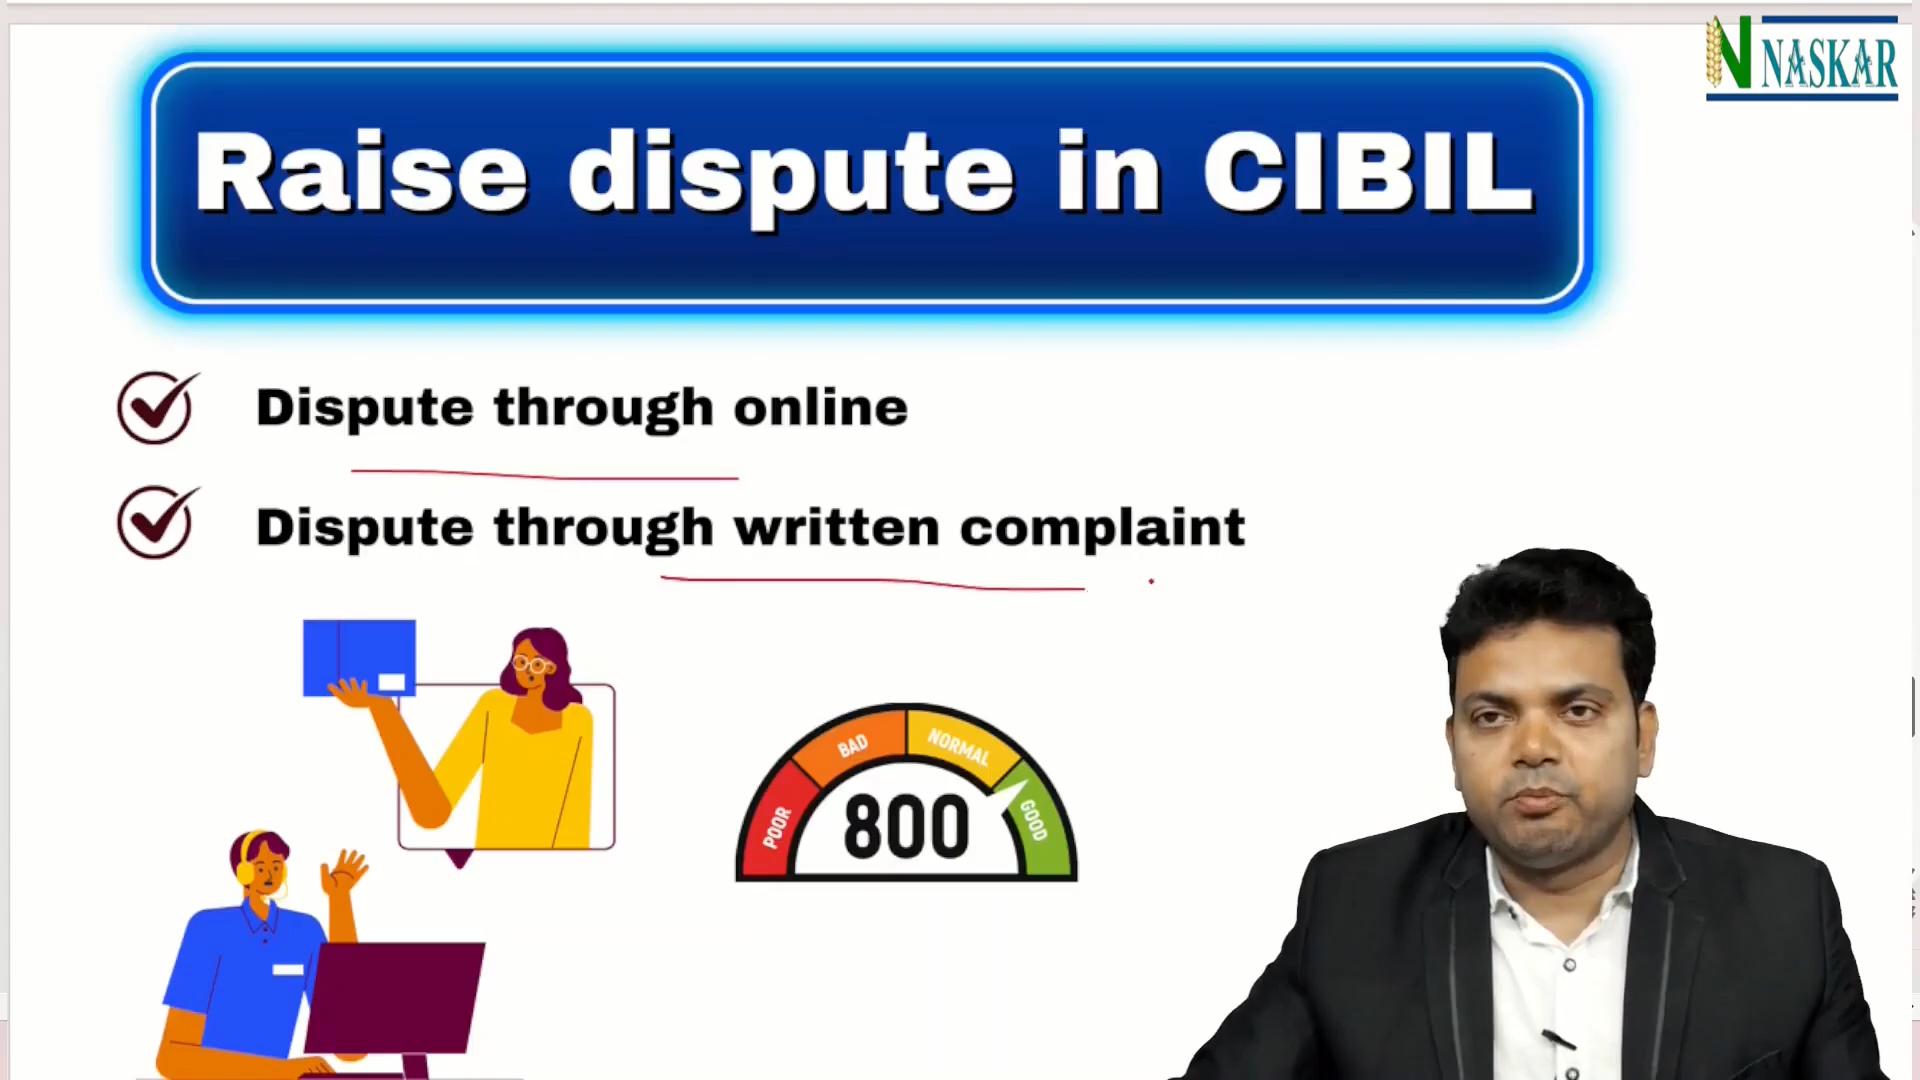 N NASKAR
Raise dispute in CIBIL
Dispute through online
Dispute through written complaint
POOR
BAD
NORMAL
GOOD
800